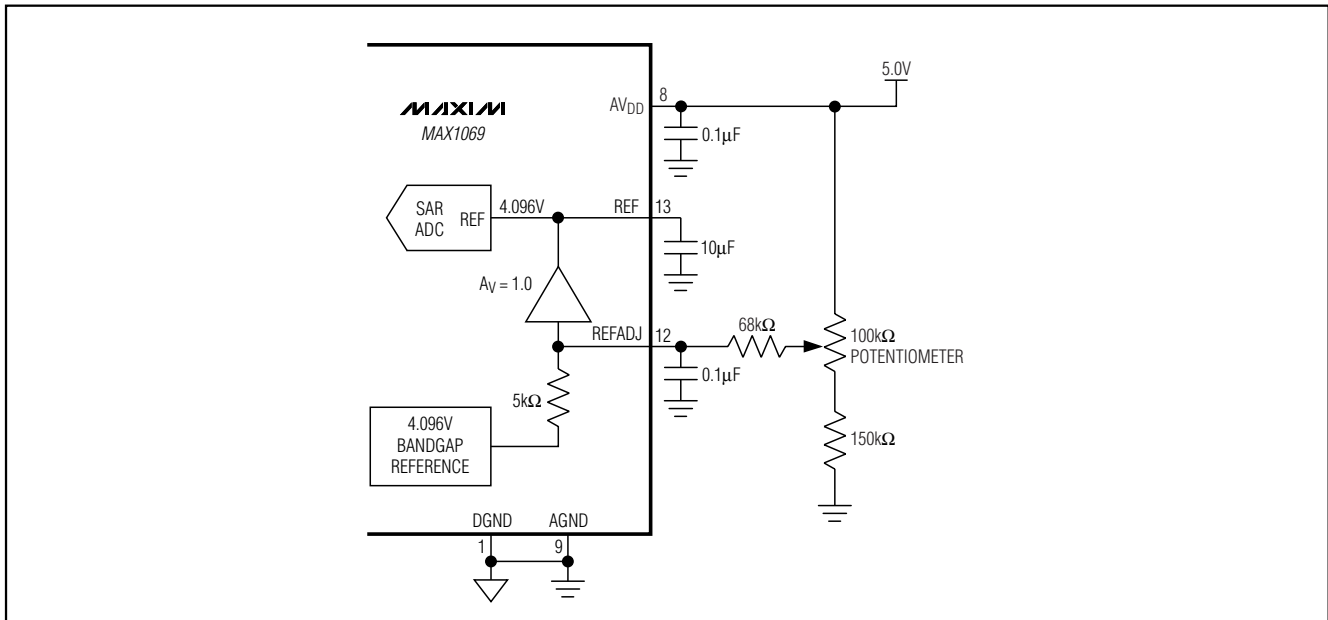 5.0V
8
AVDD
MAXIM
MAX1069
0.1µF
SAR
ADC
REF
4.096V
REF
13
10µF
AV = 1.0
REFADJ
12
68kΩ
100kΩ
POTENTIOMETER
0.1µF
5kΩ
4.096V
BANDGAP
REFERENCE
150kΩ
DGND
AGND
1
9